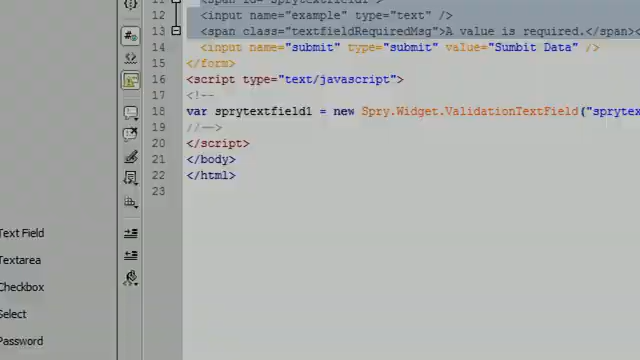 12 <input name="example" type="text" />
13 <span class="textfieldRequiredMsg">A value is required.</span>
14 <input name="submit" type="submit" value="Sumbit Data" />
15 </form>
16 <script type="text/javascript">
17 <!--
18 var sprytextfield1 = new Spry.Widget.ValidationTextField("sprytex
19 //-->
20 </script>
21 </body>
22 </html>
23
Text Field
Textarea
Checkbox
Select
Password